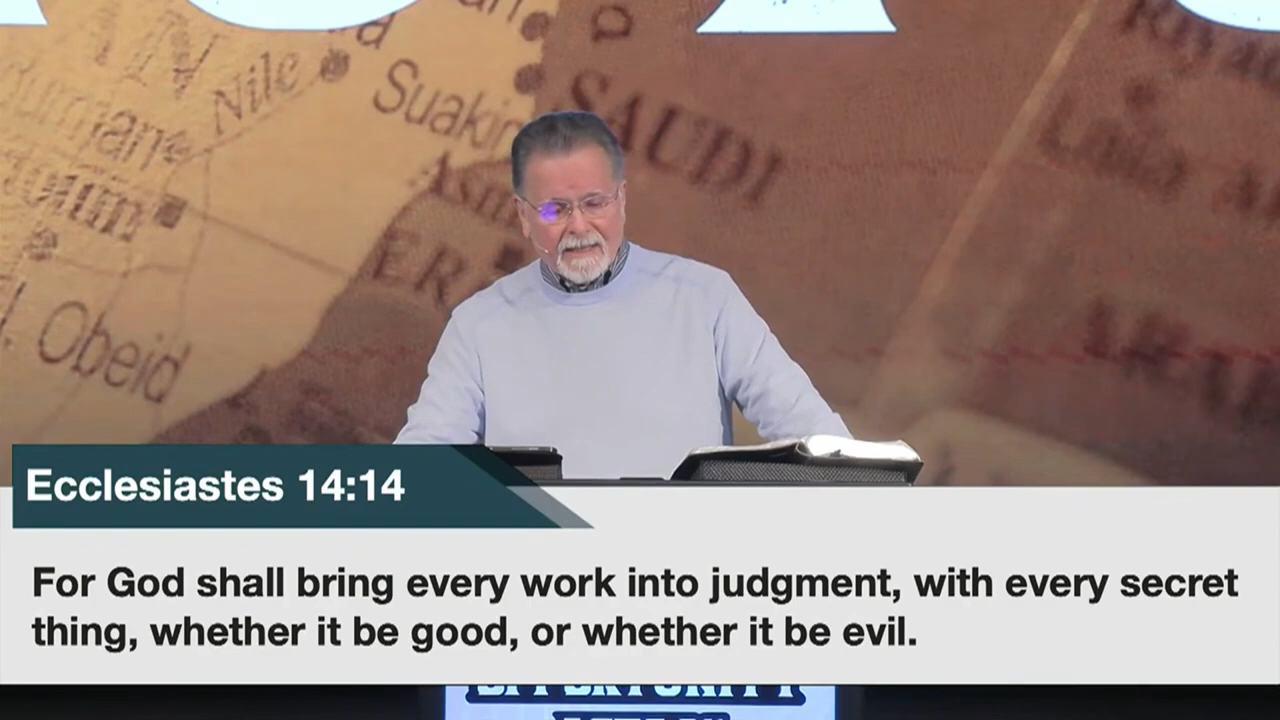 Nile
Suakin
SAUDI
Obeid
Ecclesiastes 14:14
For God shall bring every work into judgment, with every secret
thing, whether it be good, or whether it be evil.
OPPORTUNITY